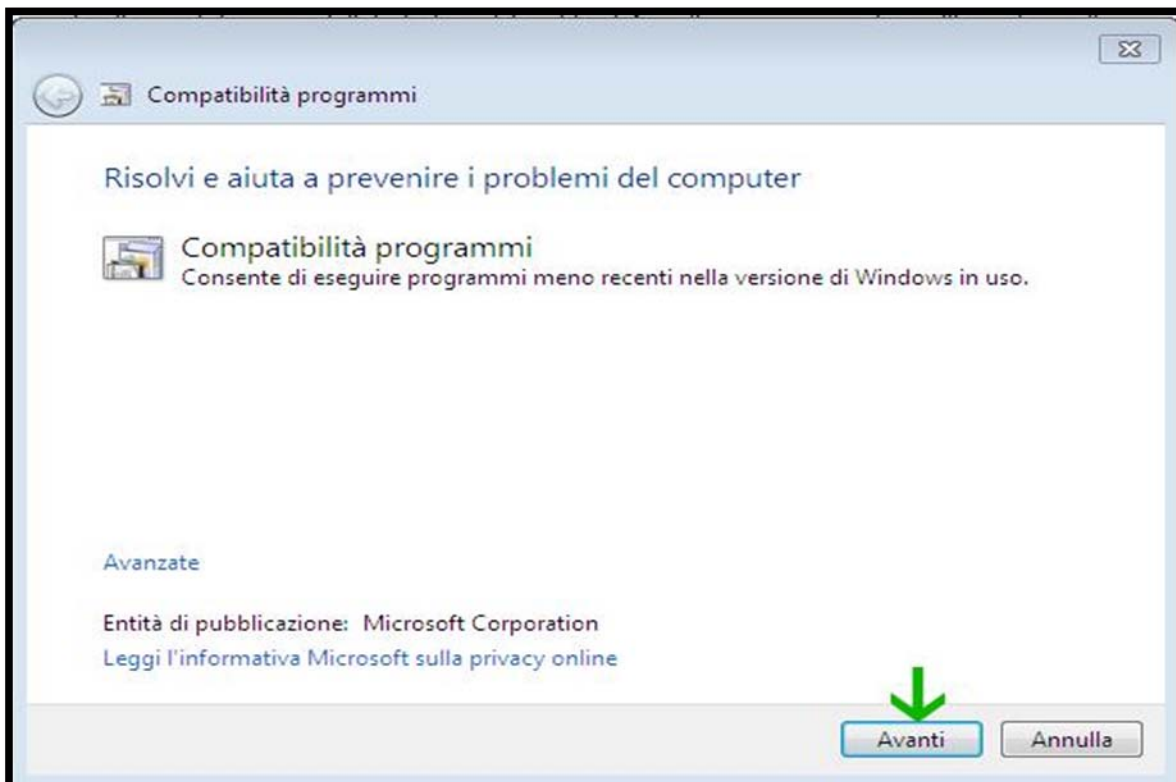 Compatibilità programmi
Risolvi e aiuta a prevenire i problemi del computer
Compatibilità programmi
Consente di eseguire programmi meno recenti nella versione di Windows in uso.
Avanzate
Entità di pubblicazione: Microsoft Corporation
Leggi l'informativa Microsoft sulla privacy online
Avanti
Annulla